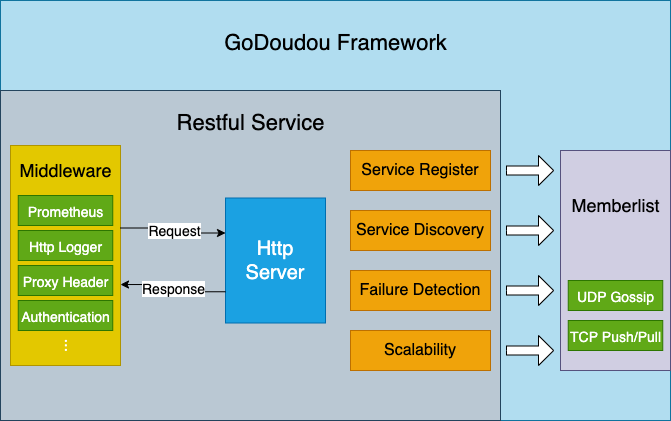 GoDoudou Framework
Restful Service
Middleware
Prometheus
Http Logger
Proxy Header
Authentication
⋮
Request
Response
Http
Server
Service Register
Service Discovery
Failure Detection
Scalability
Memberlist
UDP Gossip
TCP Push/Pull